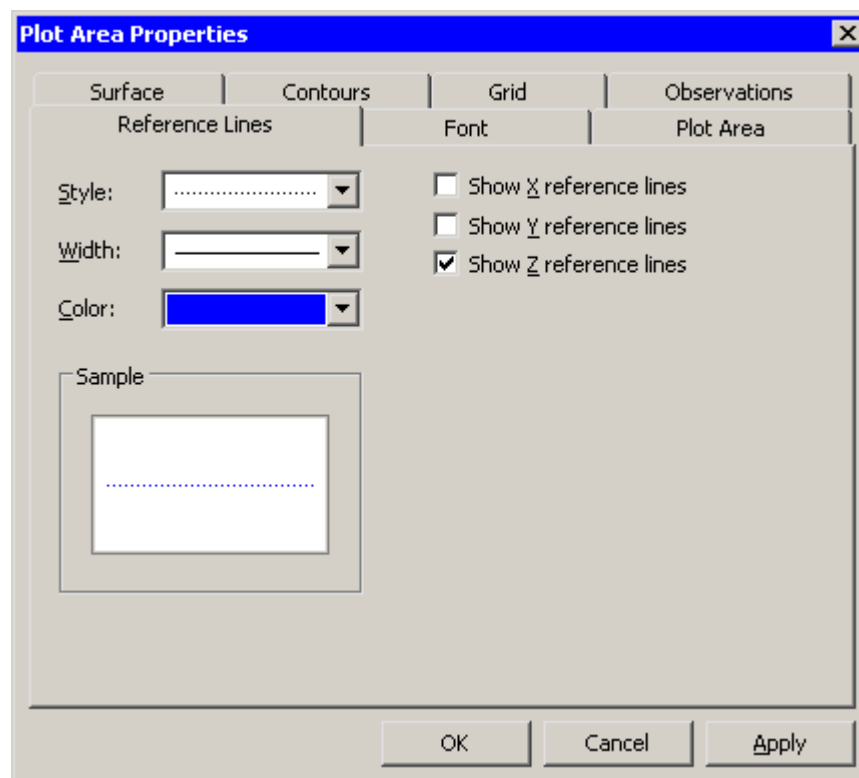 Plot Area Properties
Surface Contours Grid Observations
Reference Lines Font Plot Area
Style: Show X reference lines
Show Y reference lines
Width:
Show Z reference lines
Color:
Sample
OK Cancel Apply